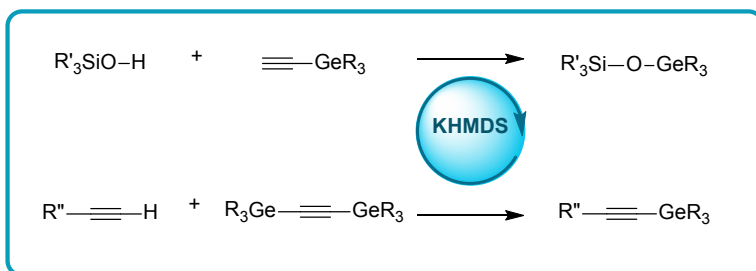 R'₃SiO–H + ≡–GeR₃ R'₃Si–O–GeR₃
KHMDS
R"–≡–H + R₃Ge–≡–GeR₃ R"–≡–GeR₃